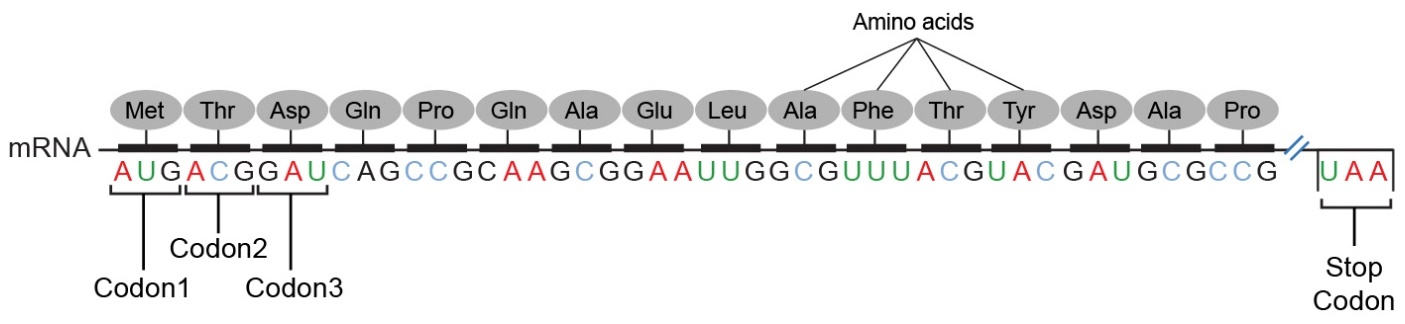 Amino acids
Met Thr Asp Gln Pro Gln Ala Glu Leu Ala Phe Thr Tyr Asp Ala Pro
mRNA
AUGACGGAUCAGCCGCAAGCGGAAUUGGCGUUUACGUACGAUGCGCCG UAA
Codon2
Codon1 Codon3
Stop
Codon